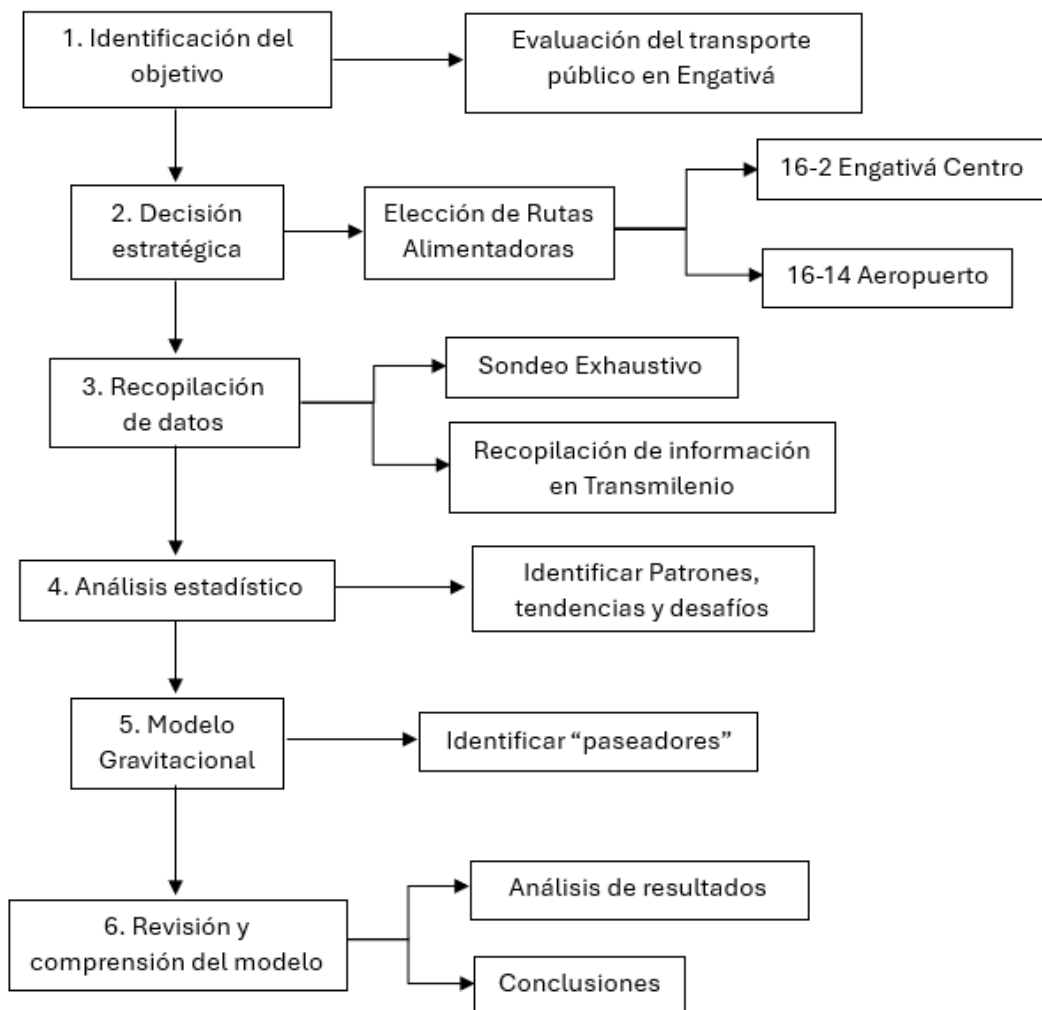 1. Identificación del
objetivo
Evaluación del transporte
público en Engativá
16-2 Engativá Centro
2. Decisión
estratégica
Elección de Rutas
Alimentadoras
16-14 Aeropuerto
3. Recopilación
de datos
Sondeo Exhaustivo
Recopilación de información
en Transmilenio
4. Análisis estadístico
Identificar Patrones,
tendencias y desafíos
5. Modelo
Gravitacional
Identificar “paseadores”
6. Revisión y
comprensión del modelo
Análisis de resultados
Conclusiones